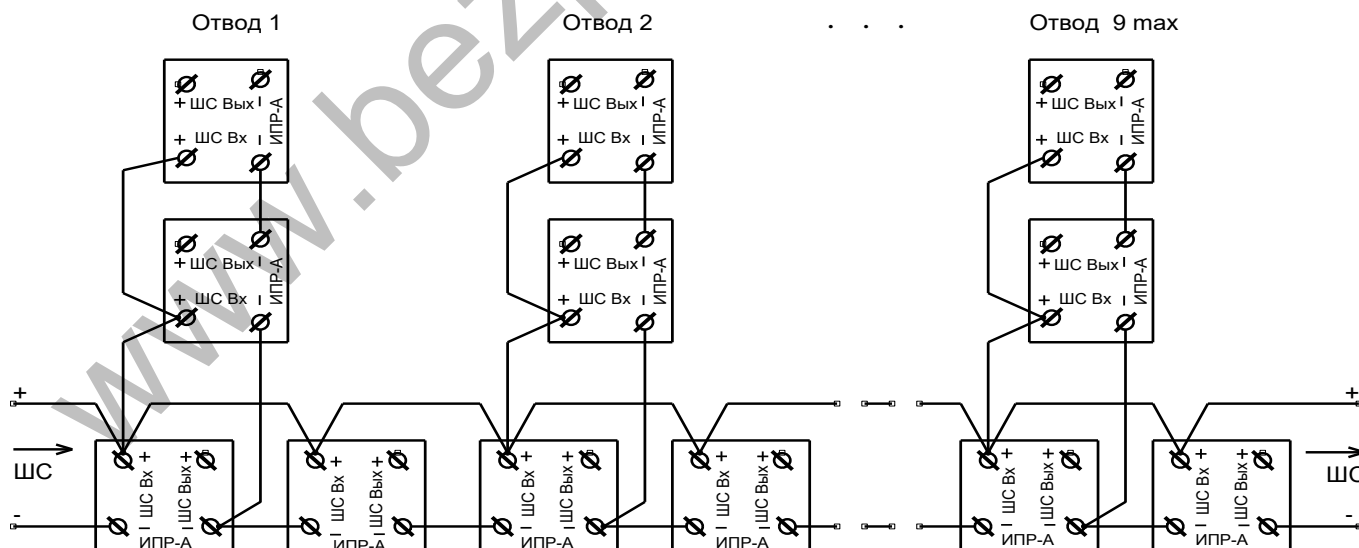 Отвод 1
Отвод 2
. . .
Отвод 9 max
+ ШС Вых –
+ ШС Вх –
ИПР-А
+ ШС Вых –
+ ШС Вх –
ИПР-А
+ ШС Вых –
+ ШС Вх –
ИПР-А
+ ШС Вых –
+ ШС Вх –
ИПР-А
+ ШС Вых –
+ ШС Вх –
ИПР-А
+ ШС Вых –
+ ШС Вх –
ИПР-А
+
+
ШС
ШС
-
-
– ШС Вх +
– ШС Вых +
ИПР-А
– ШС Вх +
– ШС Вых +
ИПР-А
– ШС Вх +
– ШС Вых +
ИПР-А
– ШС Вх +
– ШС Вых +
ИПР-А
– ШС Вх +
– ШС Вых +
ИПР-А
– ШС Вх +
– ШС Вых +
ИПР-А
www.bez